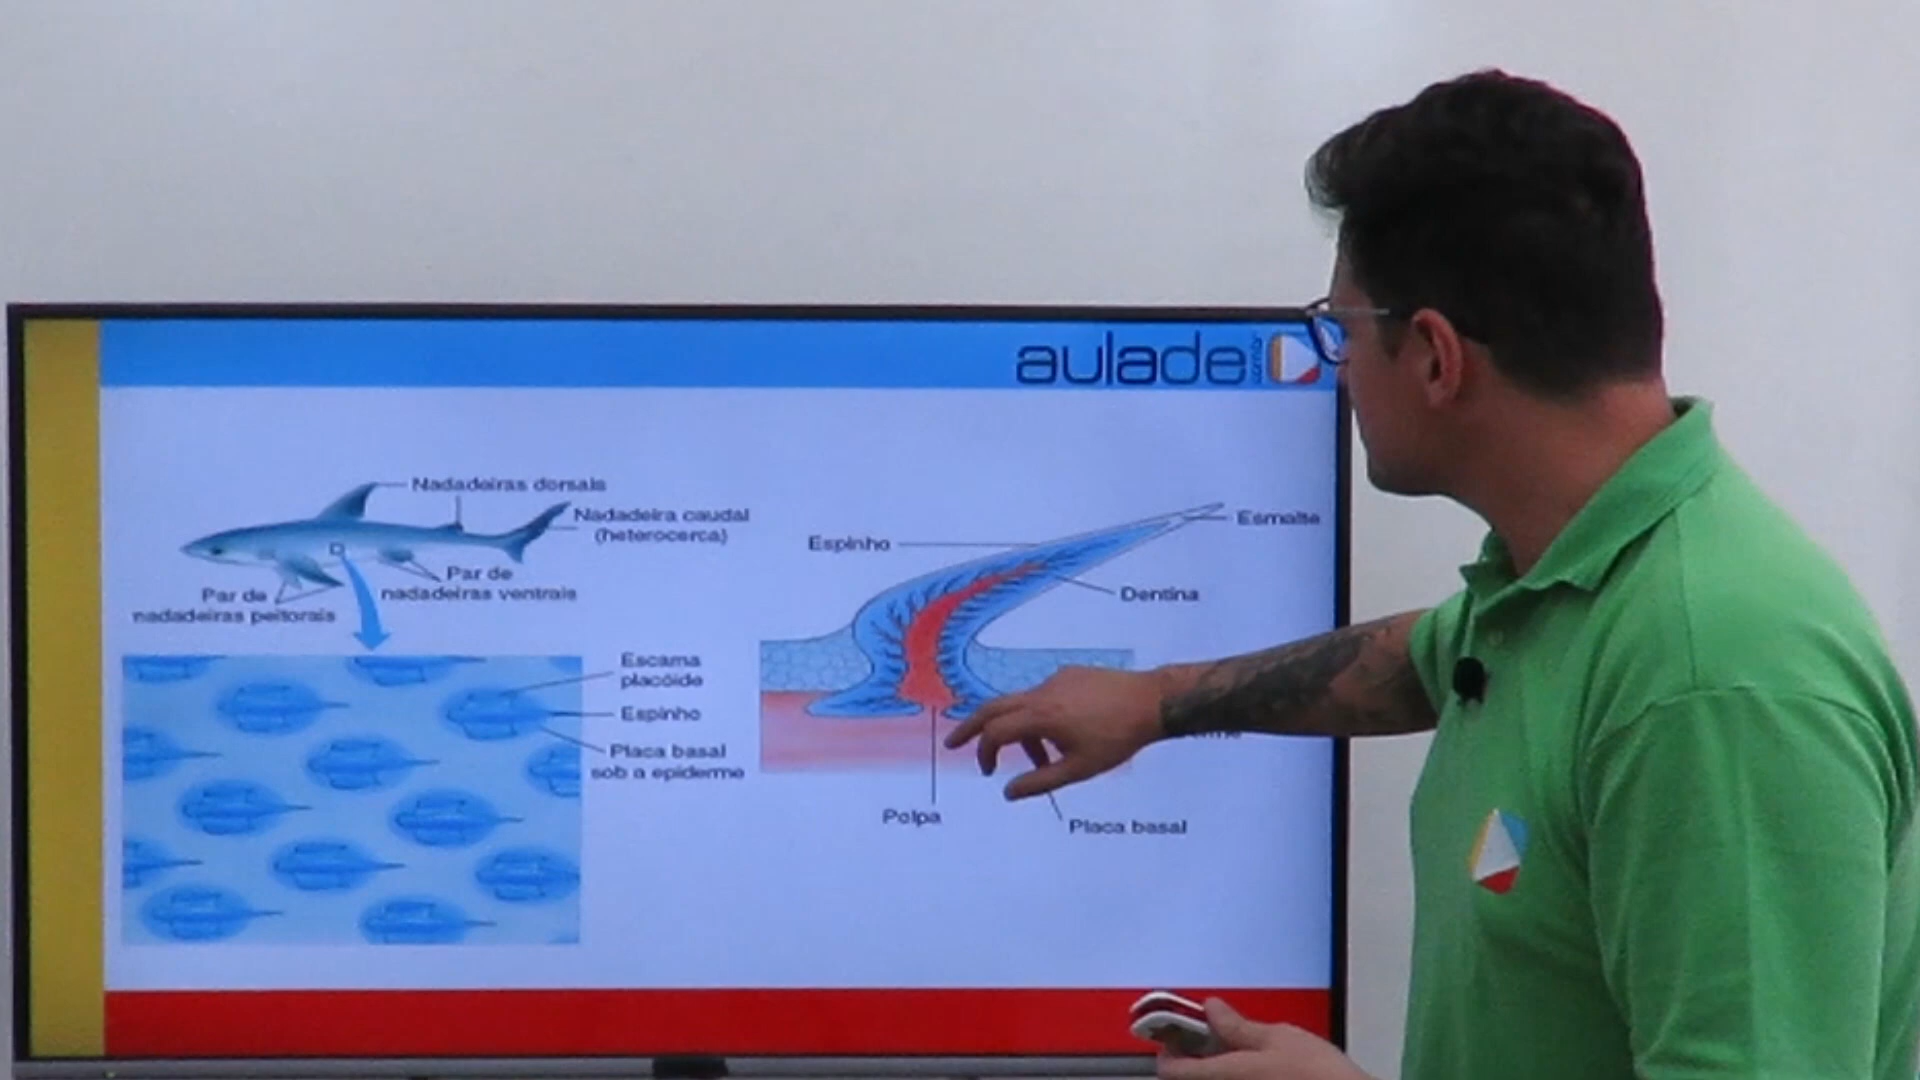 aulade
Nadadeiras dorsais
Nadadeira caudal
(heterocerca)
Par de
nadadeiras ventrais
Par de
nadadeiras peitorais
Escama
placóide
Espinho
Placa basal
sob a epiderme
Espinho
Esmalte
Dentina
Polpa
Placa basal